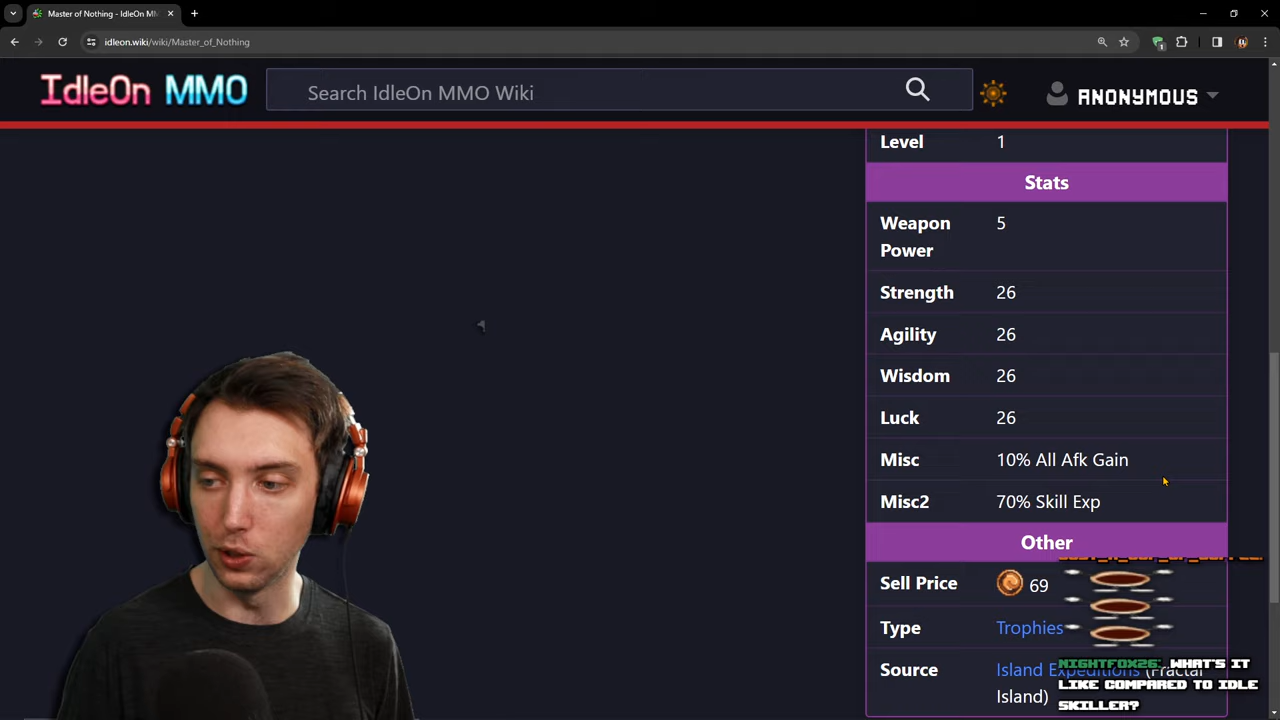 Master of Nothing - IdleOn M
idleon.wiki/wiki/Master_of_Nothing
IdleOn MMO
Search IdleOn MMO Wiki
ANONYMOUS
Level 1
Stats
Weapon Power 5
Strength 26
Agility 26
Wisdom 26
Luck 26
Misc 10% All Afk Gain
Misc2 70% Skill Exp
Other
Sell Price 69
Type Trophies
Source Island Expeditions (Fractal
Island)
NIGHTFOX26: WHAT'S IT
LIKE COMPARED TO IDLE
SKILLER?